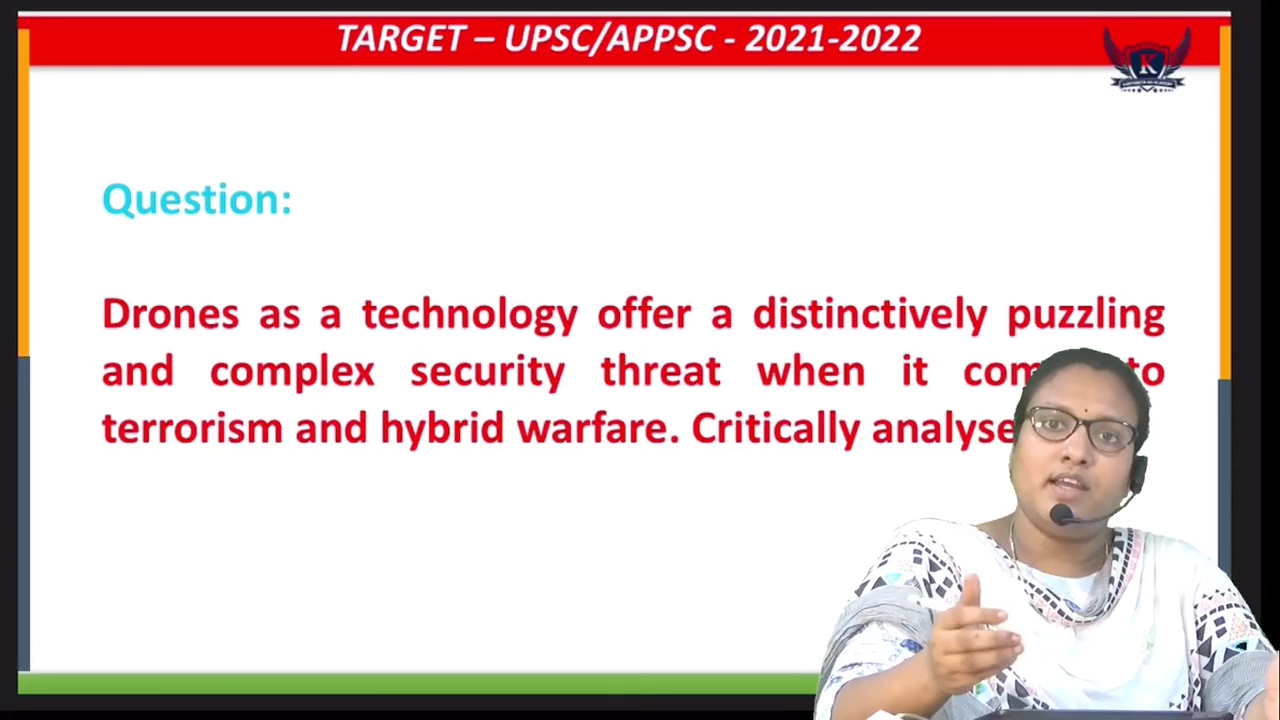 TARGET – UPSC/APPSC - 2021-2022
K
Question:
Drones as a technology offer a distinctively puzzling
and complex security threat when it to
terrorism and hybrid warfare. Critically analyse